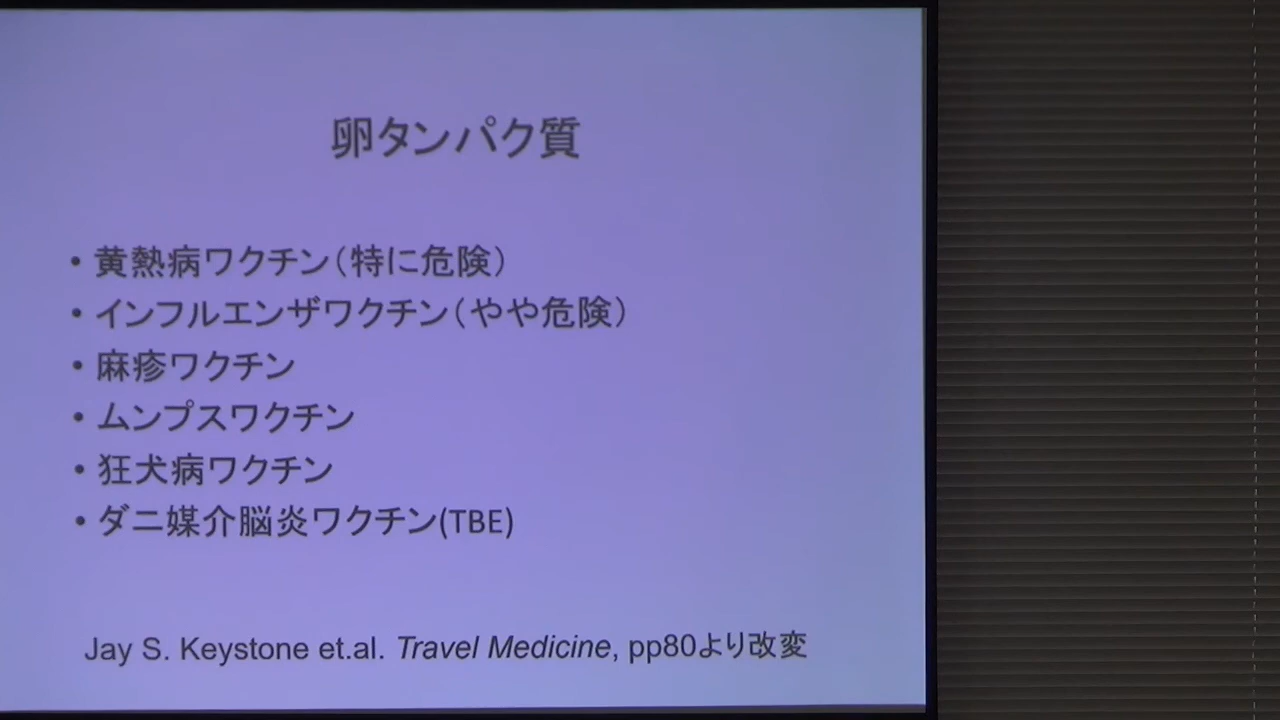 卵タンパク質
• 黄熱病ワクチン（特に危険）
• インフルエンザワクチン（やや危険）
• 麻疹ワクチン
• ムンプスワクチン
• 狂犬病ワクチン
• ダニ媒介脳炎ワクチン(TBE)
Jay S. Keystone et.al. Travel Medicine, pp80より改変